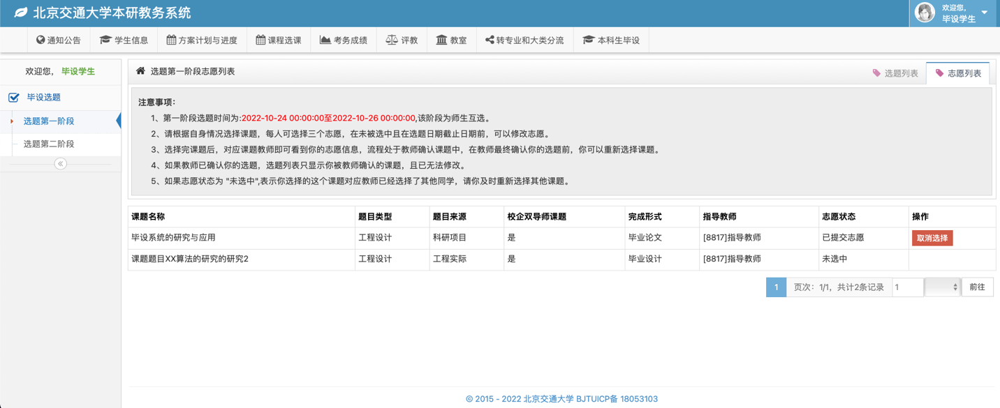 北京交通大学本研教务系统
欢迎您,
毕设学生
通知公告 学生信息 方案计划与进度 课程选课 考务成绩 评教 教室 转专业和大类分流 本科生毕设
欢迎您， 毕设学生
毕设选题
选题第一阶段
选题第二阶段
选题第一阶段志愿列表
选题列表 志愿列表
注意事项：
1、第一阶段选题时间为:2022-10-24 00:00:00至2022-10-26 00:00:00,该阶段为师生互选。
2、请根据自身情况选择课题，每人可选择三个志愿，在未被选中且在选题日期截止日期前，可以修改志愿。
3、选择完课题后，对应课题教师即可看到你的志愿信息，流程处于教师确认课题中，在教师最终确认你的选题前，你可以重新选择课题。
4、如果教师已确认你的选题，选题列表只显示你被教师确认的课题，且已无法修改。
5、如果志愿状态为 "未选中",表示你选择的这个课题对应教师已经选择了其他同学，请你及时重新选择其他课题。
课题名称 题目类型 题目来源 校企双导师课题 完成形式 指导教师 志愿状态 操作
毕设系统的研究与应用 工程设计 科研项目 是 毕业论文 [8817]指导教师 已提交志愿 取消选择
课题题目XX算法的研究的研究2 工程设计 工程实际 是 毕业设计 [8817]指导教师 未选中
1 页次：1/1，共计2条记录 1 前往
© 2015 - 2022 北京交通大学 BJTUICP备 18053103